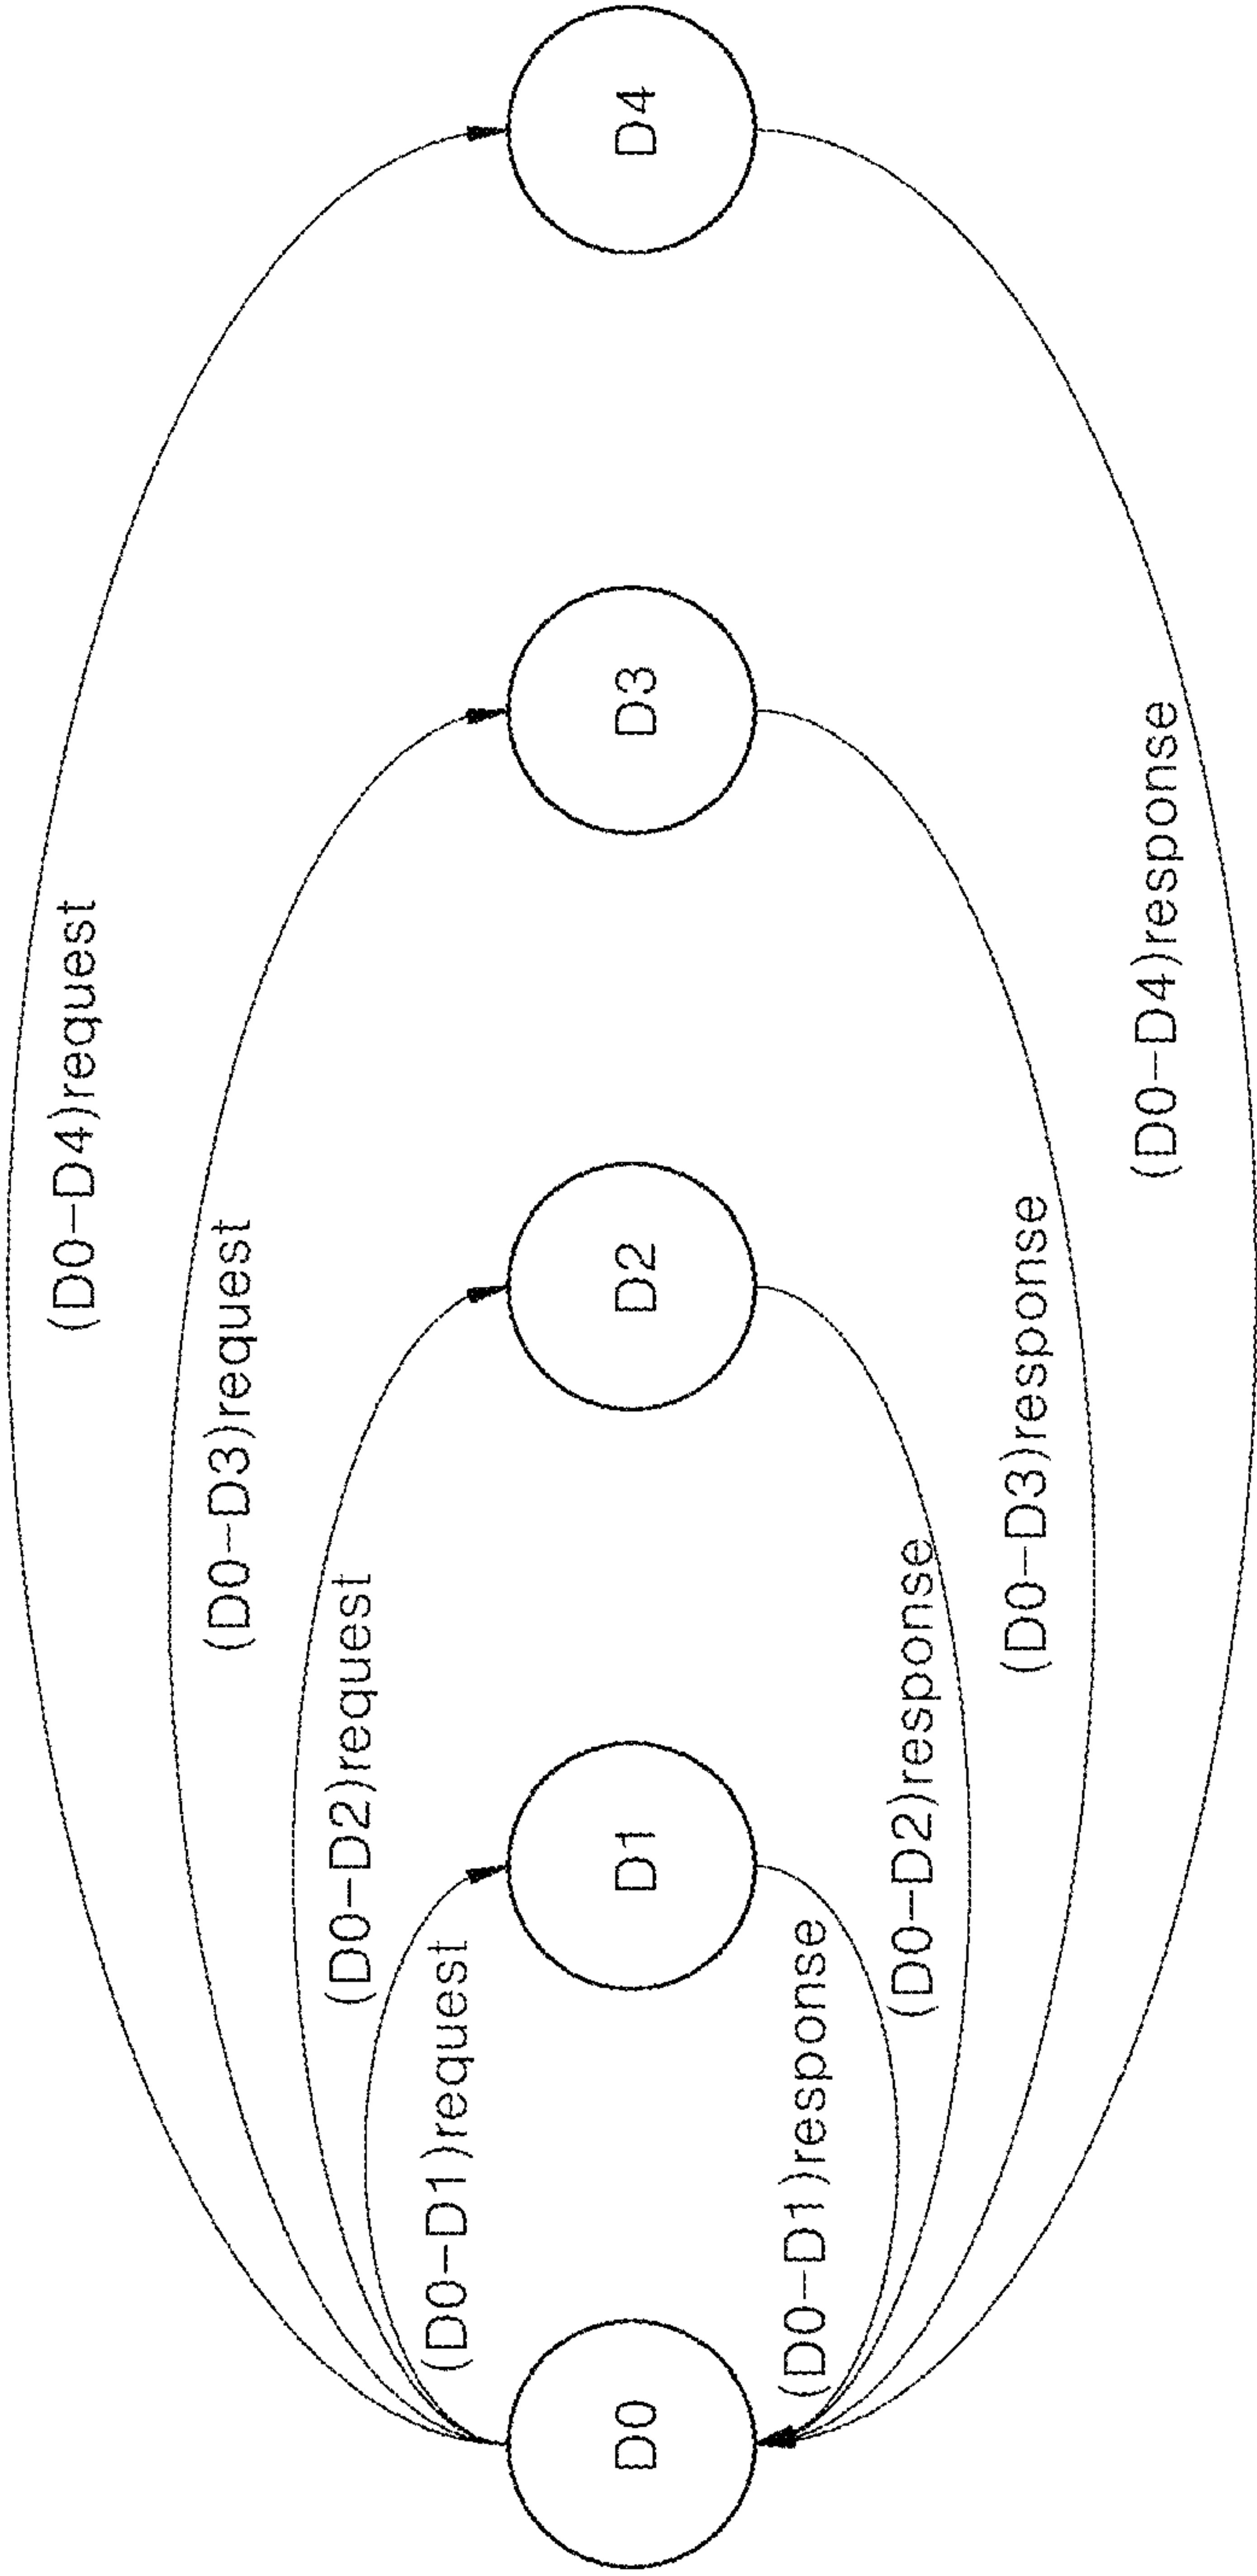 (D0-D4)request
(D0-D3)request
(D0-D2)request
(D0-D1)request
D0
D1
D2
D3
D4
(D0-D1)response
(D0-D2)response
(D0-D3)response
(D0-D4)response